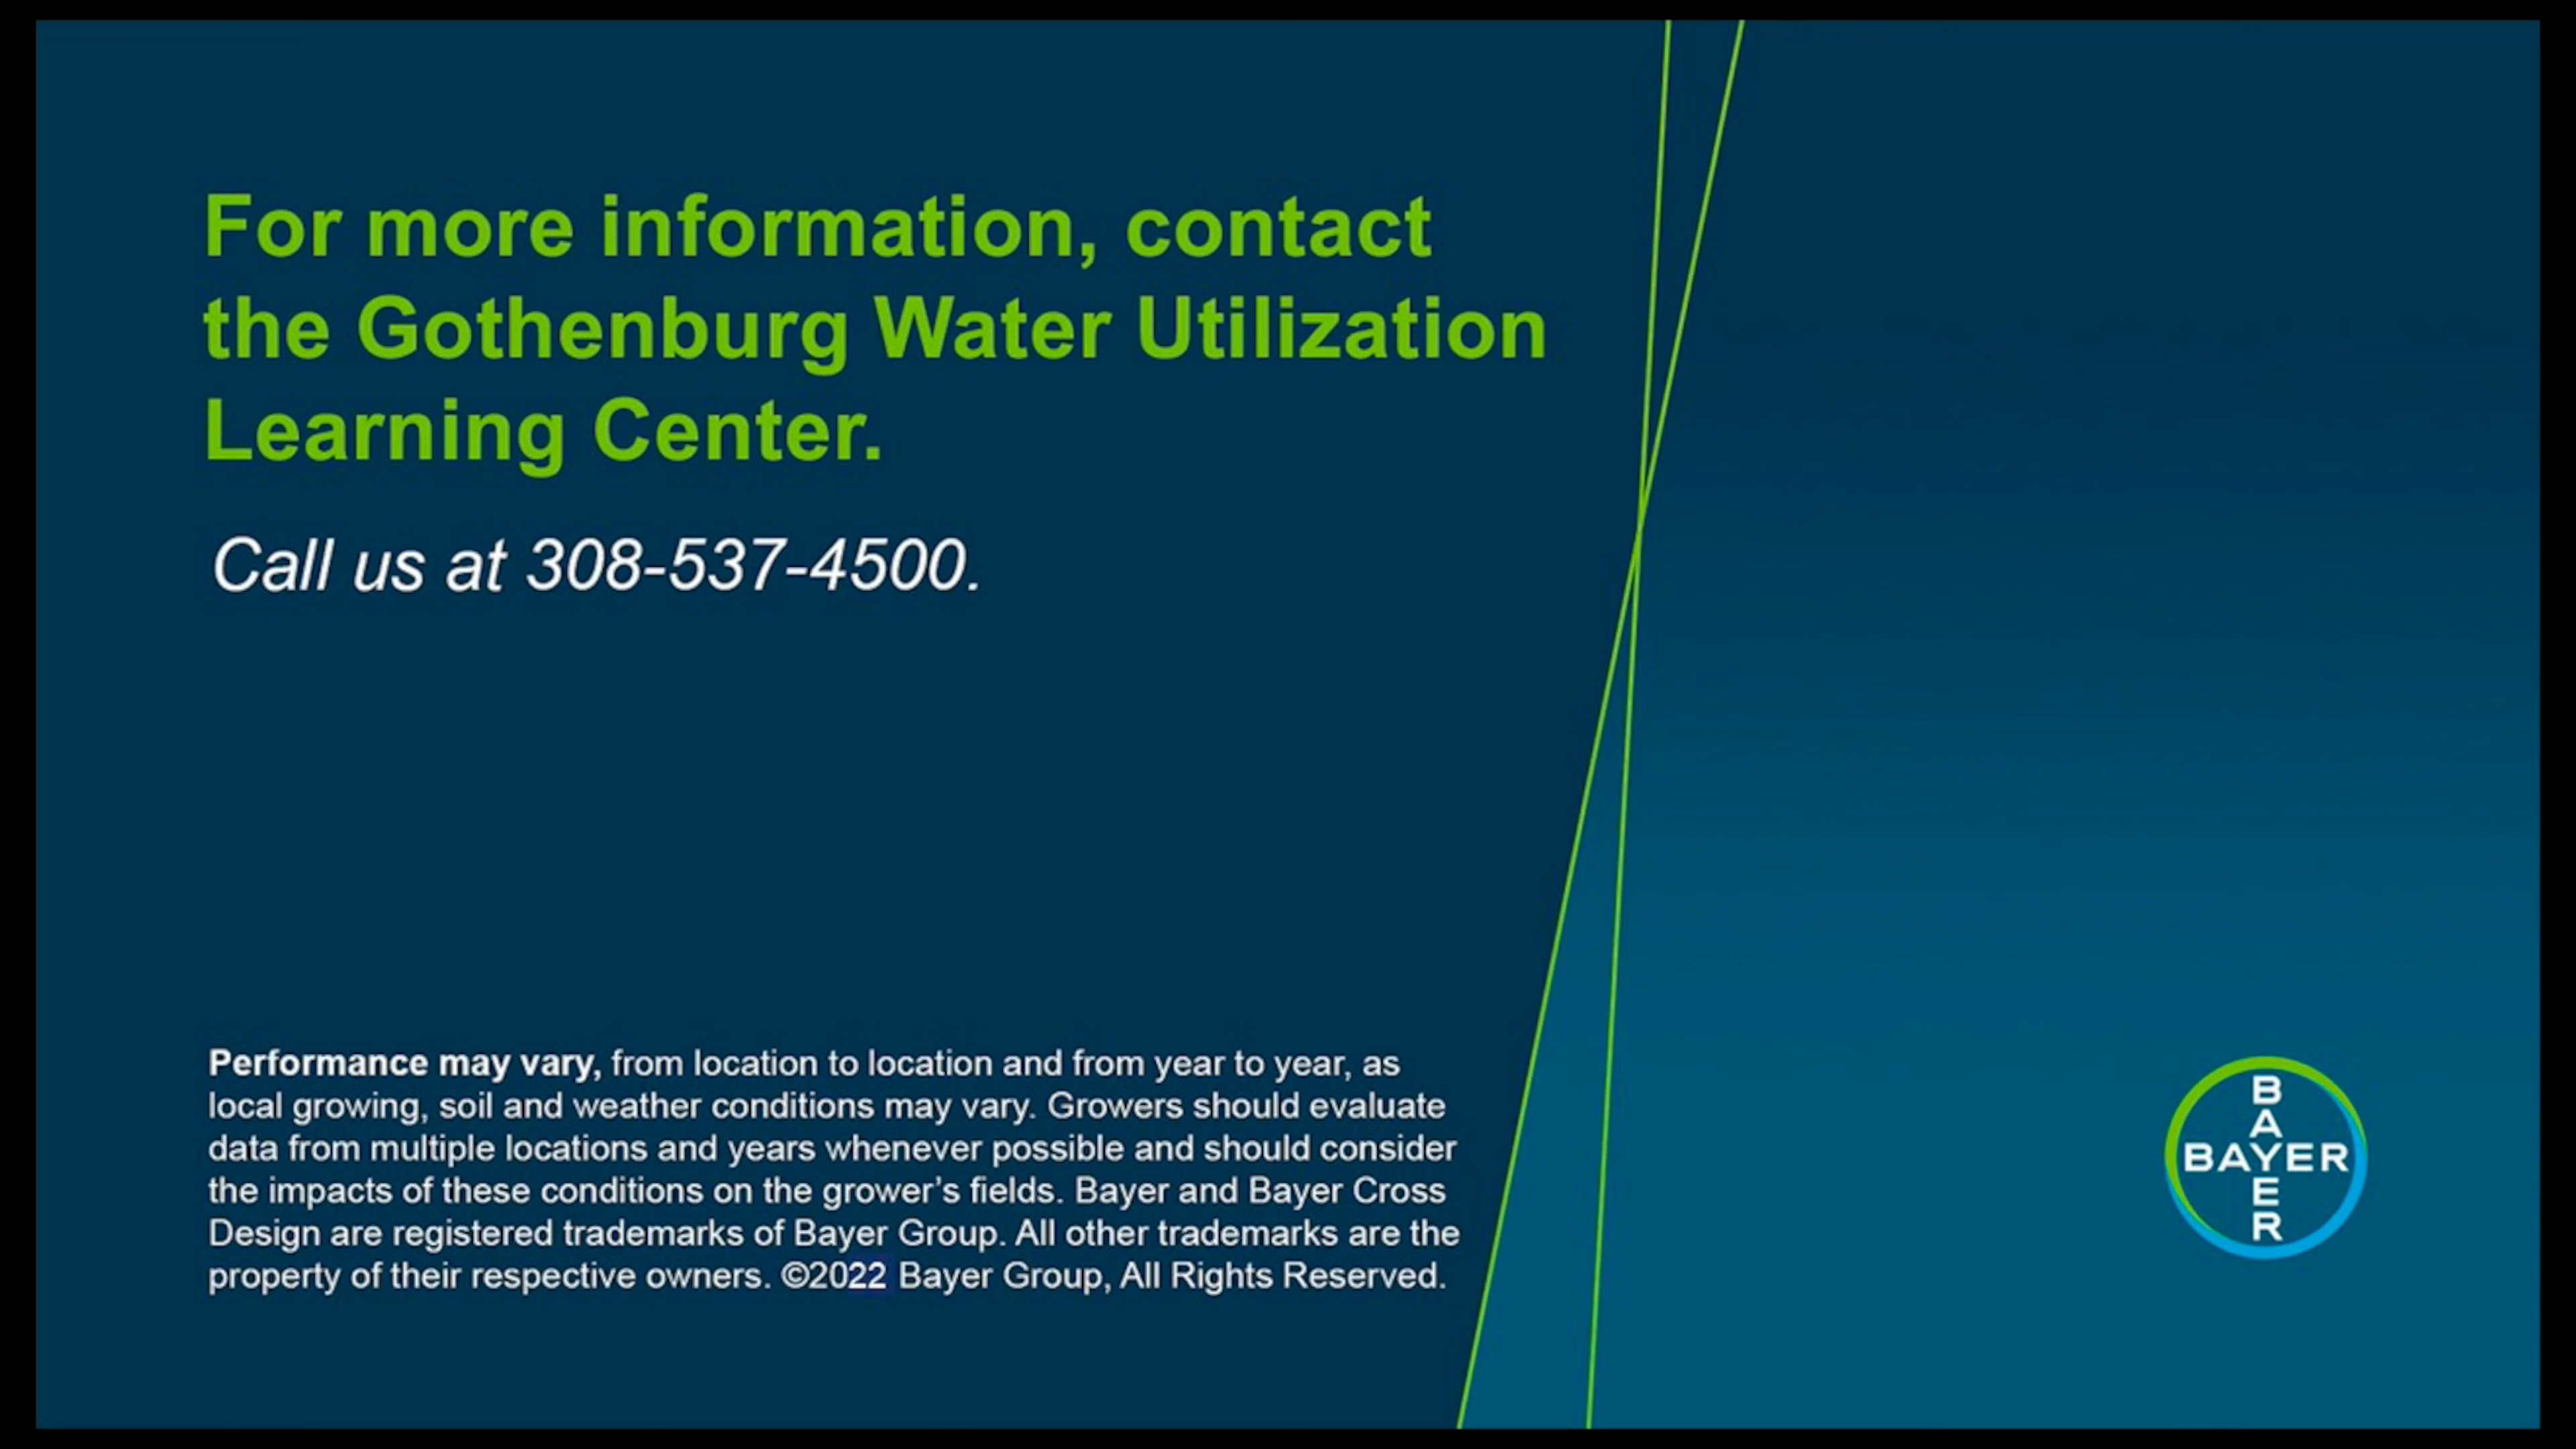 For more information, contact
the Gothenburg Water Utilization
Learning Center.
Call us at 308-537-4500.
Performance may vary, from location to location and from year to year, as
local growing, soil and weather conditions may vary. Growers should evaluate
data from multiple locations and years whenever possible and should consider
the impacts of these conditions on the grower’s fields. Bayer and Bayer Cross
Design are registered trademarks of Bayer Group. All other trademarks are the
property of their respective owners. ©2022 Bayer Group, All Rights Reserved.
BAYER
BAYER